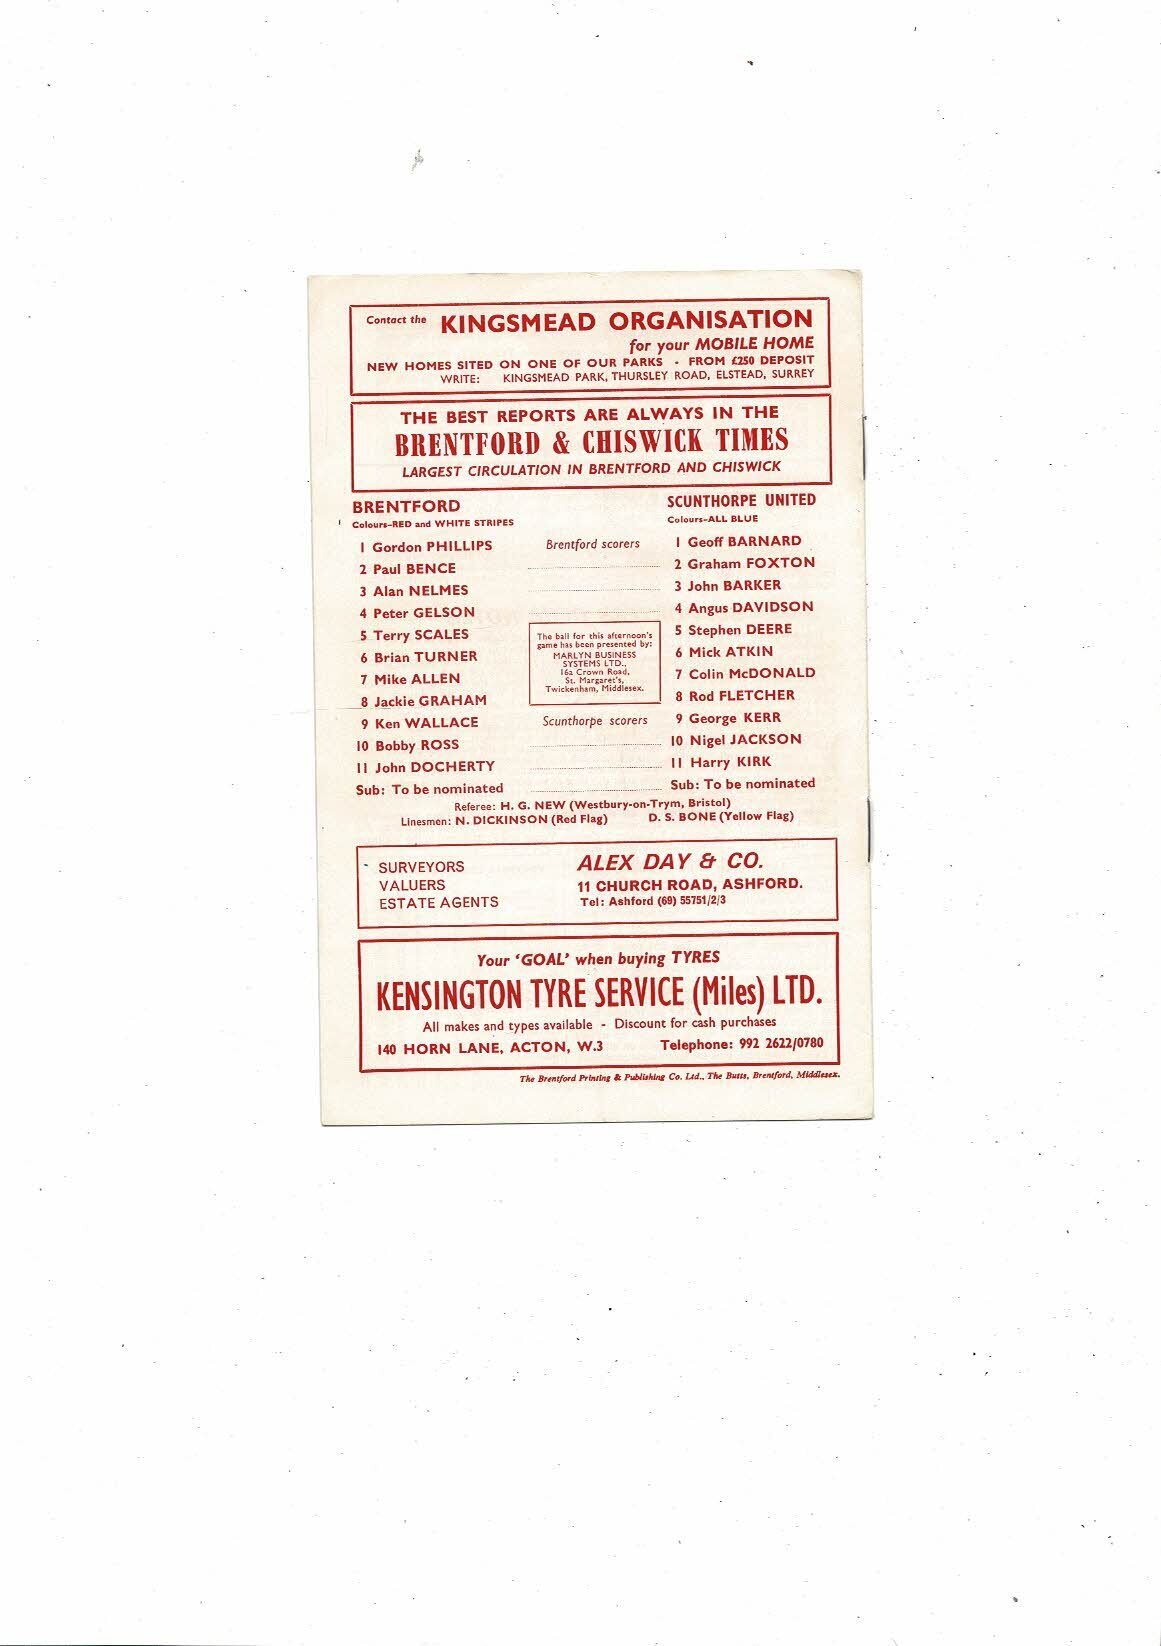 Contact the KINGSMEAD ORGANISATION
for your MOBILE HOME
NEW HOMES SITED ON ONE OF OUR PARKS - FROM £250 DEPOSIT
WRITE: KINGSMEAD PARK, THURSLEY ROAD, ELSTEAD, SURREY
THE BEST REPORTS ARE ALWAYS IN THE
BRENTFORD & CHISWICK TIMES
LARGEST CIRCULATION IN BRENTFORD AND CHISWICK
BRENTFORD
Colours-RED and WHITE STRIPES
1 Gordon PHILLIPS
2 Paul BENCE
3 Alan NELMES
4 Peter GELSON
5 Terry SCALES
6 Brian TURNER
7 Mike ALLEN
8 Jackie GRAHAM
9 Ken WALLACE
10 Bobby ROSS
11 John DOCHERTY
Sub: To be nominated
Brentford scorers
The ball for this afternoon's
game has been presented by:
MARLYN BUSINESS
SYSTEMS LTD.,
16a Crown Road,
St. Margaret's,
Twickenham, Middlesex.
Scunthorpe scorers
SCUNTHORPE UNITED
Colours-ALL BLUE
1 Geoff BARNARD
2 Graham FOXTON
3 John BARKER
4 Angus DAVIDSON
5 Stephen DEERE
6 Mick ATKIN
7 Colin McDONALD
8 Rod FLETCHER
9 George KERR
10 Nigel JACKSON
11 Harry KIRK
Sub: To be nominated
Referee: H. G. NEW (Westbury-on-Trym, Bristol)
Linesmen: N. DICKINSON (Red Flag) D. S. BONE (Yellow Flag)
SURVEYORS
VALUERS
ESTATE AGENTS
ALEX DAY & CO.
11 CHURCH ROAD, ASHFORD.
Tel: Ashford (69) 55751/2/3
Your 'GOAL' when buying TYRES
KENSINGTON TYRE SERVICE (Miles) LTD.
All makes and types available - Discount for cash purchases
140 HORN LANE, ACTON, W.3 Telephone: 992 2622/0780
The Brentford Printing & Publishing Co. Ltd., The Butts, Brentford, Middlesex.